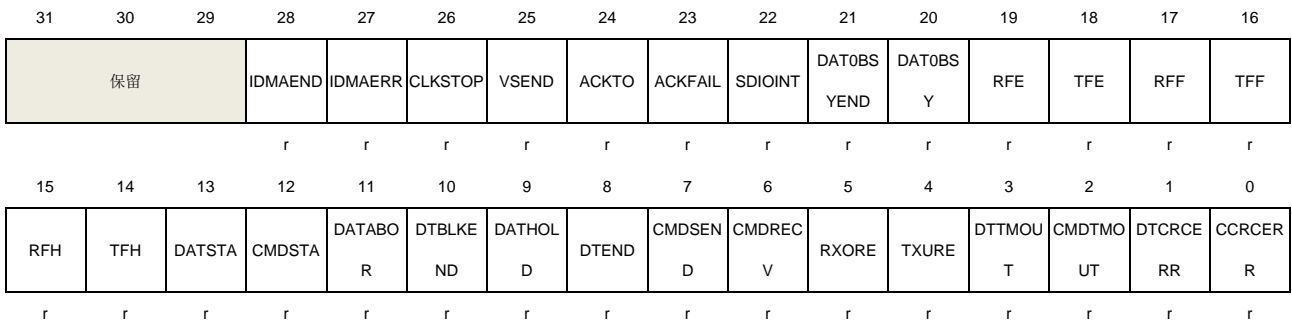 31 30 29 28 27 26 25 24 23 22 21 20 19 18 17 16
保留 IDMAEND IDMAERR CLKSTOP VSEND ACKTO ACKFAIL SDIOINT DAT0BS DAT0BS RFE TFE RFF TFF
YEND Y
r r r r r r r r r r r r r
15 14 13 12 11 10 9 8 7 6 5 4 3 2 1 0
RFH TFH DATSTA CMDSTA DATABO DTBLKE DATHOL DTEND CMDSEN CMDREC RXORE TXURE DTTMOU CMDTMO DTCRCE CCRCER
R ND D D V T UT RR R
r r r r r r r r r r r r r r r r